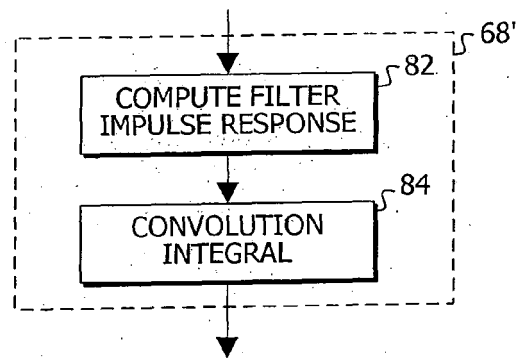 68'
82
COMPUTE FILTER
IMPULSE RESPONSE
84
CONVOLUTION
INTEGRAL